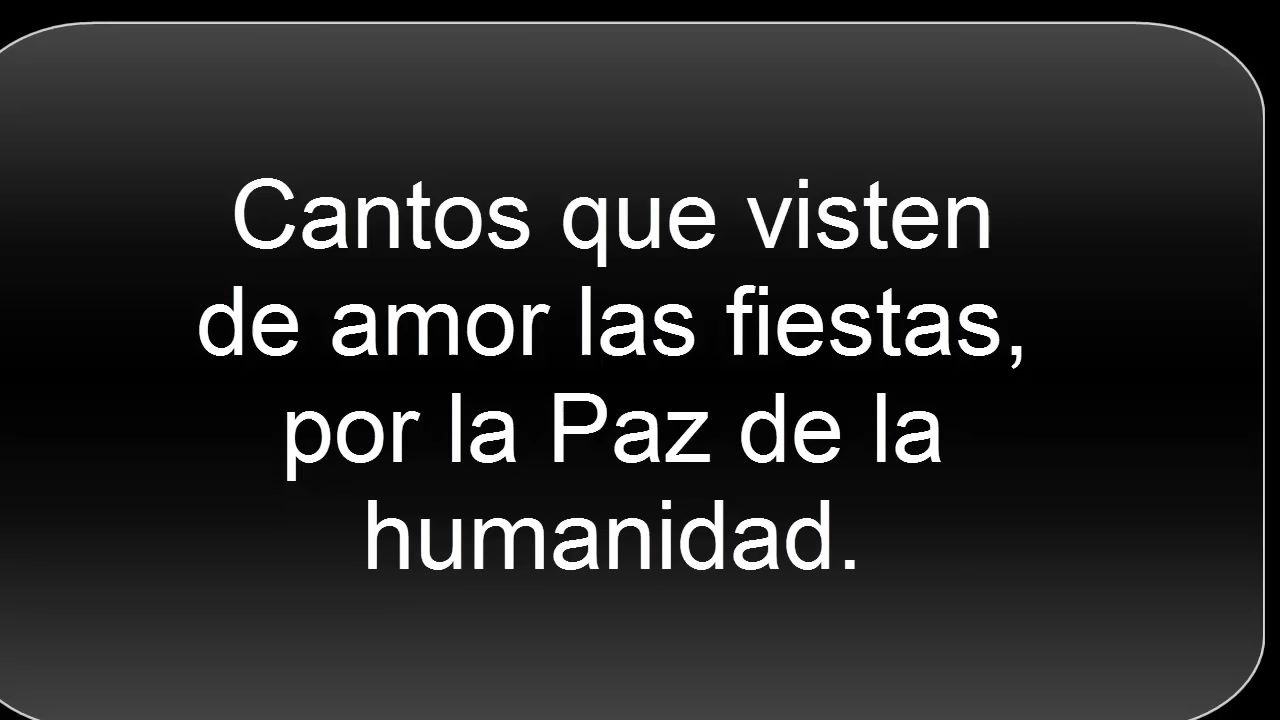 Cantos que visten
de amor las fiestas,
por la Paz de la
humanidad.